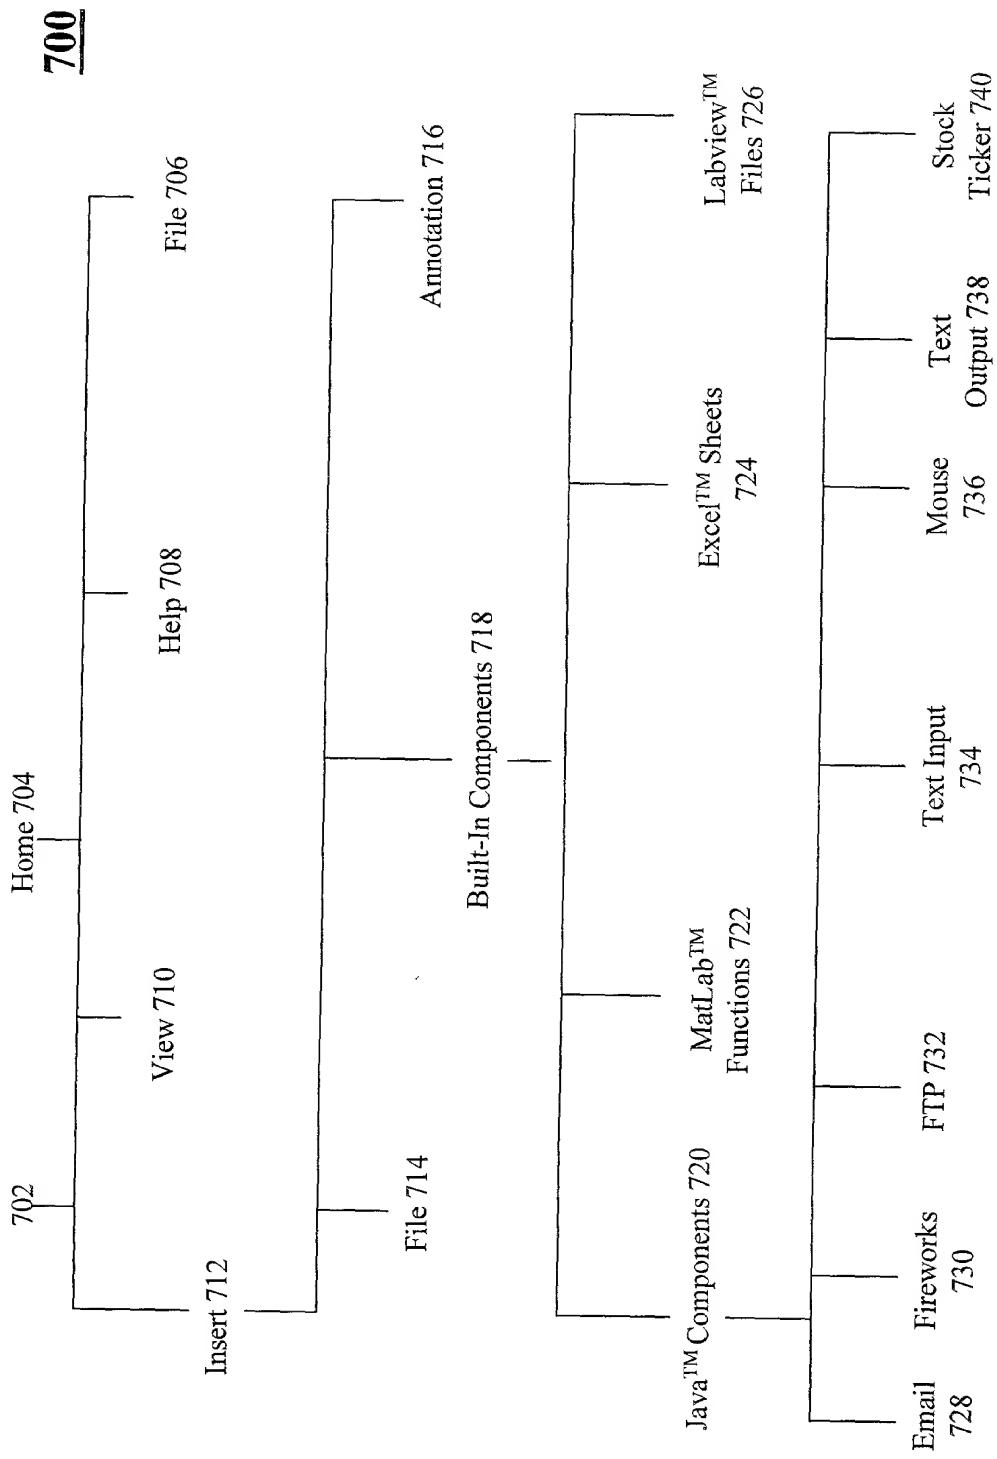 700
702
Home 704
Insert 712
View 710
Help 708
File 706
File 714
Built-In Components 718
Annotation 716
Java™ Components 720
MatLab™
Functions 722
Excel™ Sheets
724
Labview™
Files 726
Email
728
Fireworks
730
FTP 732
Text Input
734
Mouse
736
Text
Output 738
Stock
Ticker 740